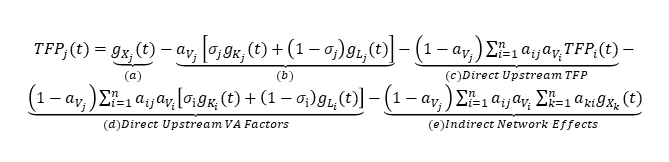 TFP_j(t) = g_{X_j}(t) − a_{V_j}[σ_j g_{K_j}(t) + (1 − σ_j)g_{L_j}(t)] − (1 − a_{V_j}) ∑_{i=1}^{n} a_{ij} a_{V_i} TFP_i(t) −
(a) (b) (c)Direct Upstream TFP
(1 − a_{V_j}) ∑_{i=1}^{n} a_{ij} a_{V_i}[σ_i g_{K_i}(t) + (1 − σ_i)g_{L_i}(t)] − (1 − a_{V_j}) ∑_{i=1}^{n} a_{ij} a_{V_i} ∑_{k=1}^{n} a_{ki} g_{X_k}(t)
(d)Direct Upstream VA Factors (e)Indirect Network Effects